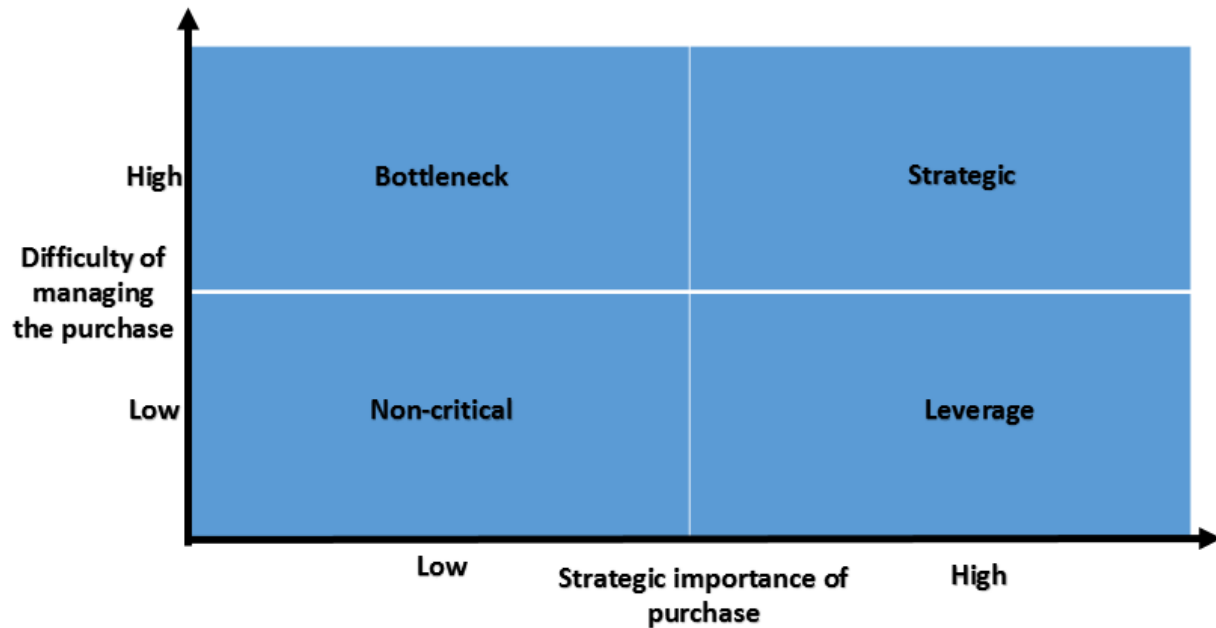 High
Bottleneck
Strategic
Difficulty of
managing
the purchase
Low
Non-critical
Leverage
Low
Strategic importance of
purchase
High